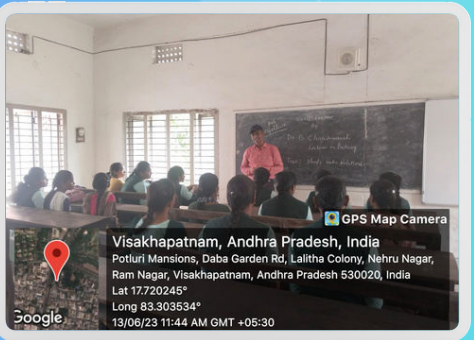 GPS Map Camera
Visakhapatnam, Andhra Pradesh, India
Potluri Mansions, Daba Garden Rd, Lalitha Colony, Nehru Nagar,
Ram Nagar, Visakhapatnam, Andhra Pradesh 530020, India
Lat 17.720245°
Long 83.303534°
13/06/23 11:44 AM GMT +05:30
Google